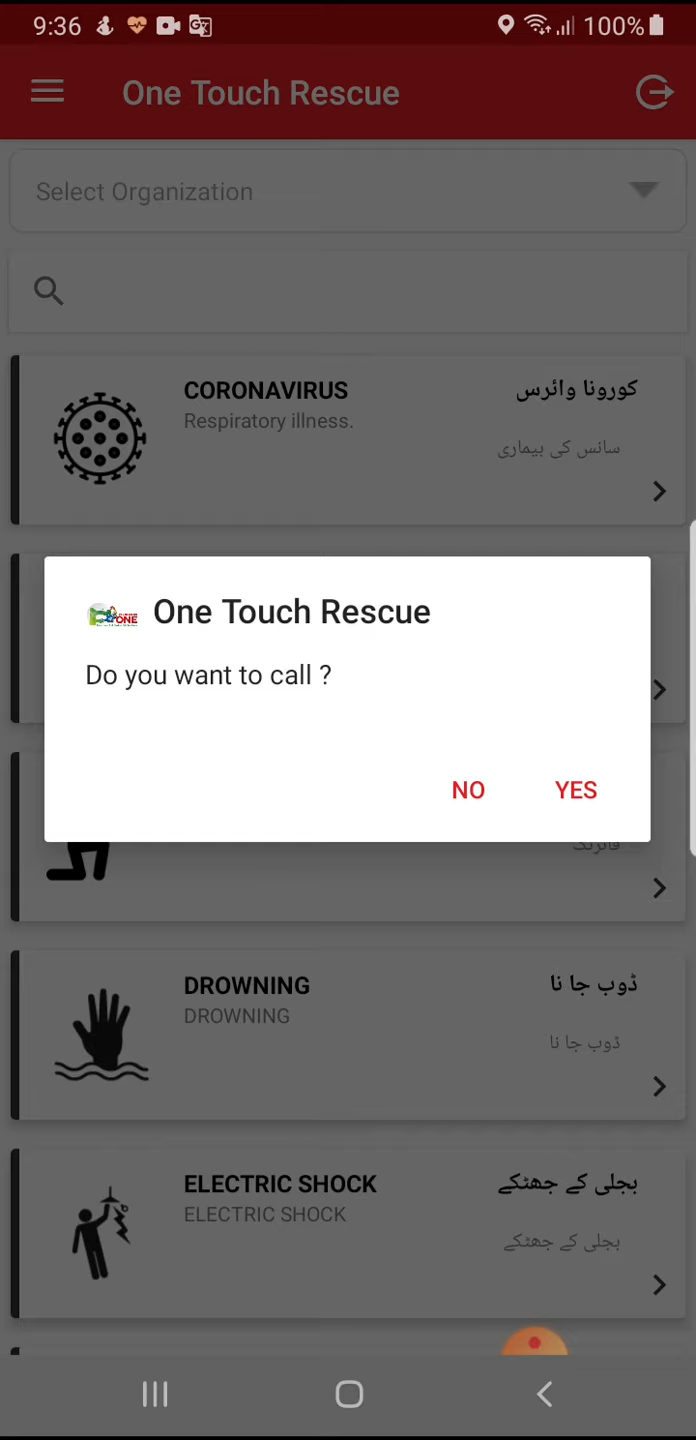 9:36
100%
One Touch Rescue
Select Organization
CORONAVIRUS
کورونا وائرس
Respiratory illness.
سانس کی بیماری
One Touch Rescue
Do you want to call ?
NO
YES
DROWNING
ڈوب جا نا
DROWNING
ڈوب جا نا
ELECTRIC SHOCK
بجلی کے جھٹکے
ELECTRIC SHOCK
بجلی کے جھٹکے